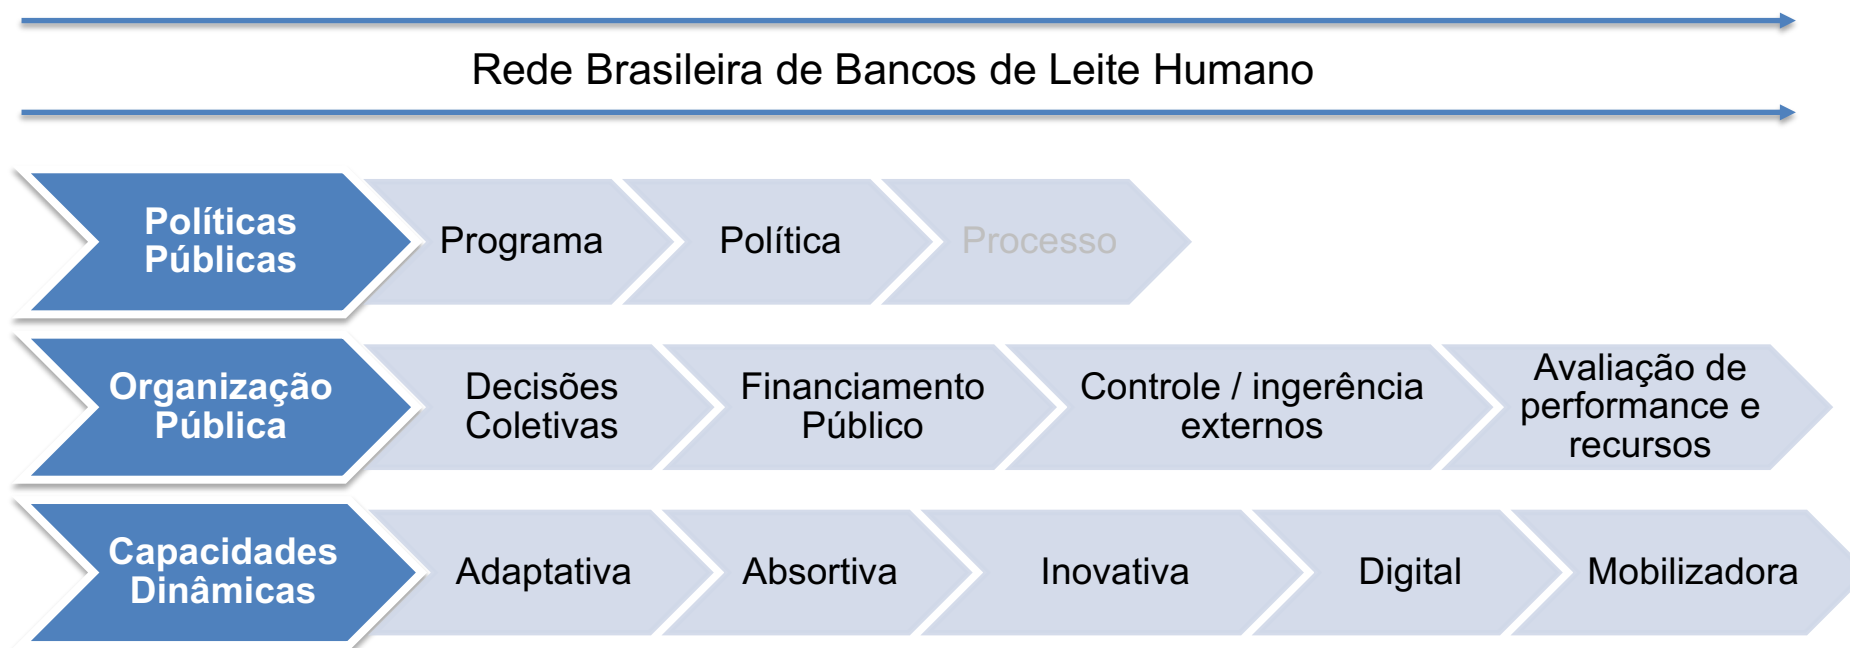 Rede Brasileira de Bancos de Leite Humano
Políticas
Públicas
Programa
Política
Processo
Organização
Pública
Decisões
Coletivas
Financiamento
Público
Controle / ingerência
externos
Avaliação de
performance e
recursos
Capacidades
Dinâmicas
Adaptativa
Absortiva
Inovativa
Digital
Mobilizadora